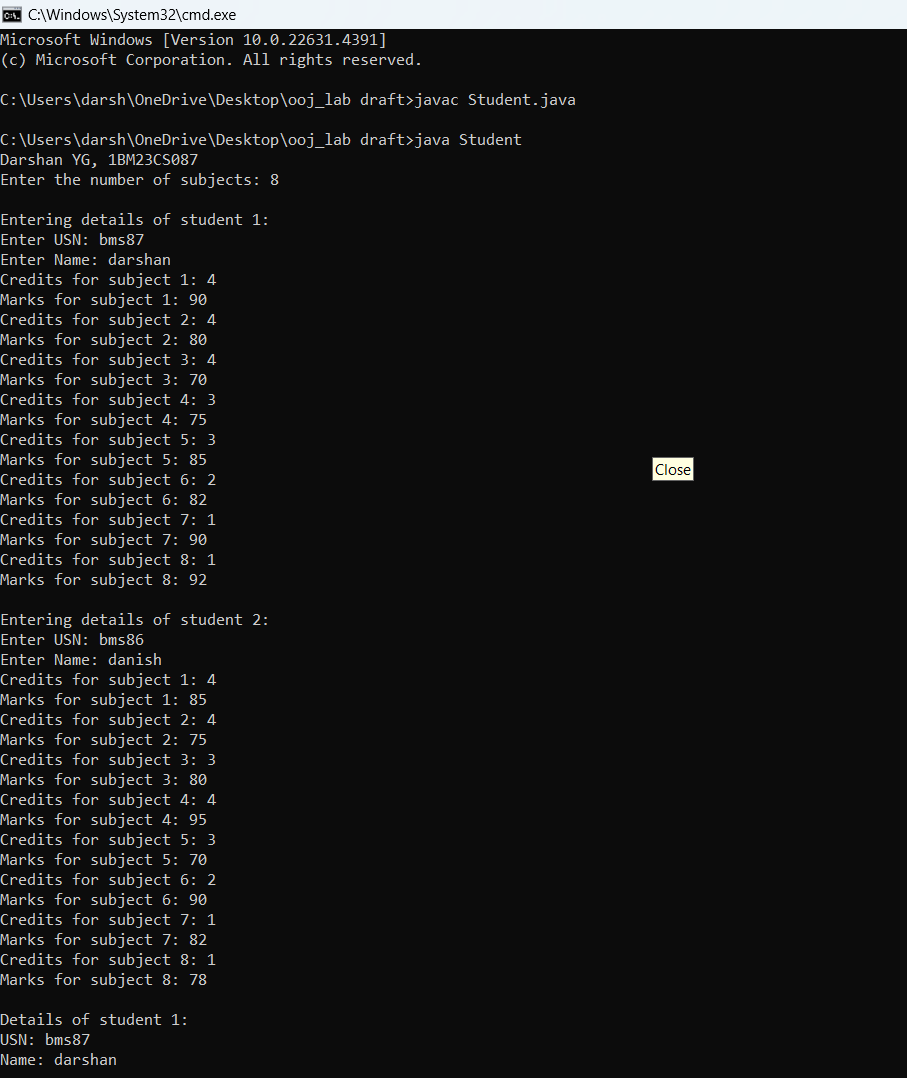 C:\Windows\System32\cmd.exe
Microsoft Windows [Version 10.0.22631.4391]
(c) Microsoft Corporation. All rights reserved.
C:\Users\darsh\OneDrive\Desktop\ooj_lab draft>javac Student.java
C:\Users\darsh\OneDrive\Desktop\ooj_lab draft>java Student
Darshan YG, 1BM23CS087
Enter the number of subjects: 8
Entering details of student 1:
Enter USN: bms87
Enter Name: darshan
Credits for subject 1: 4
Marks for subject 1: 90
Credits for subject 2: 4
Marks for subject 2: 80
Credits for subject 3: 4
Marks for subject 3: 70
Credits for subject 4: 3
Marks for subject 4: 75
Credits for subject 5: 3
Marks for subject 5: 85
Close
Credits for subject 6: 2
Marks for subject 6: 82
Credits for subject 7: 1
Marks for subject 7: 90
Credits for subject 8: 1
Marks for subject 8: 92
Entering details of student 2:
Enter USN: bms86
Enter Name: danish
Credits for subject 1: 4
Marks for subject 1: 85
Credits for subject 2: 4
Marks for subject 2: 75
Credits for subject 3: 3
Marks for subject 3: 80
Credits for subject 4: 4
Marks for subject 4: 95
Credits for subject 5: 3
Marks for subject 5: 70
Credits for subject 6: 2
Marks for subject 6: 90
Credits for subject 7: 1
Marks for subject 7: 82
Credits for subject 8: 1
Marks for subject 8: 78
Details of student 1:
USN: bms87
Name: darshan